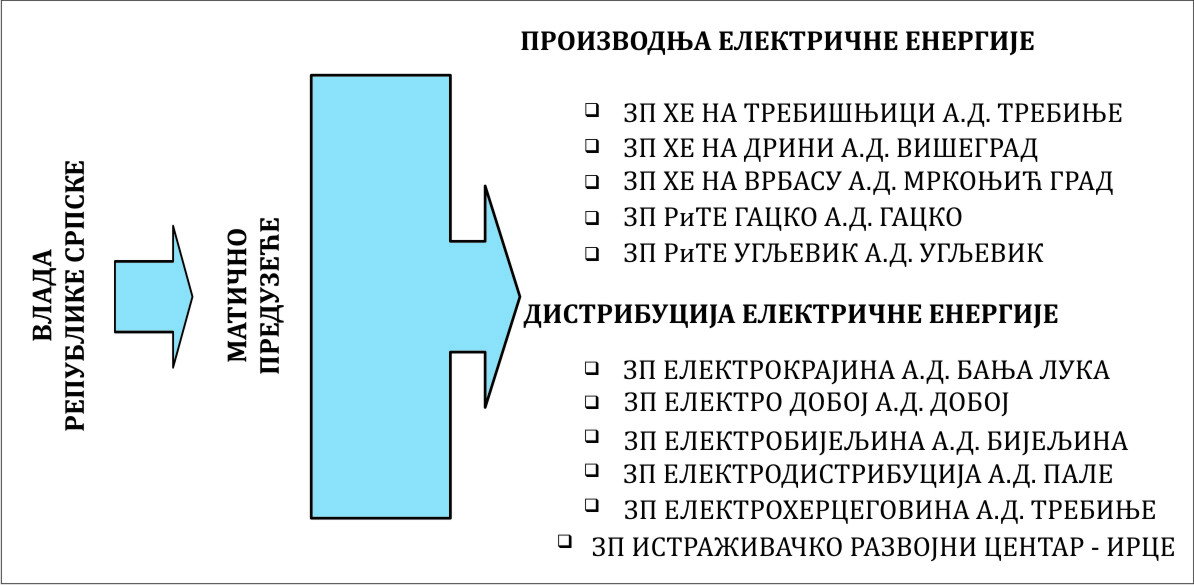 ВЛАДА
РЕПУБЛИКЕ СРПСКЕ
МАТИЧНО
ПРЕДУЗЕЋЕ
ПРОИЗВОДЊА ЕЛЕКТРИЧНЕ ЕНЕРГИЈЕ
ЗП ХЕ НА ТРЕБИШЊИЦИ А.Д. ТРЕБИЊЕ
ЗП ХЕ НА ДРИНИ А.Д. ВИШЕГРАД
ЗП ХЕ НА ВРБАСУ А.Д. МРКОЊИЋ ГРАД
ЗП РиТЕ ГАЦКО А.Д. ГАЦКО
ЗП РиТЕ УГЉЕВИК А.Д. УГЉЕВИК
ДИСТРИБУЦИЈА ЕЛЕКТРИЧНЕ ЕНЕРГИЈЕ
ЗП ЕЛЕКТРОКРАЈИНА А.Д. БАЊА ЛУКА
ЗП ЕЛЕКТРО ДОБОЈ А.Д. ДОБОЈ
ЗП ЕЛЕКТРОБИЈЕЉИНА А.Д. БИЈЕЉИНА
ЗП ЕЛЕКТРОДИСТРИБУЦИЈА А.Д. ПАЛЕ
ЗП ЕЛЕКТРОХЕРЦЕГОВИНА А.Д. ТРЕБИЊЕ
ЗП ИСТРАЖИВАЧКО РАЗВОЈНИ ЦЕНТАР - ИРЦЕ